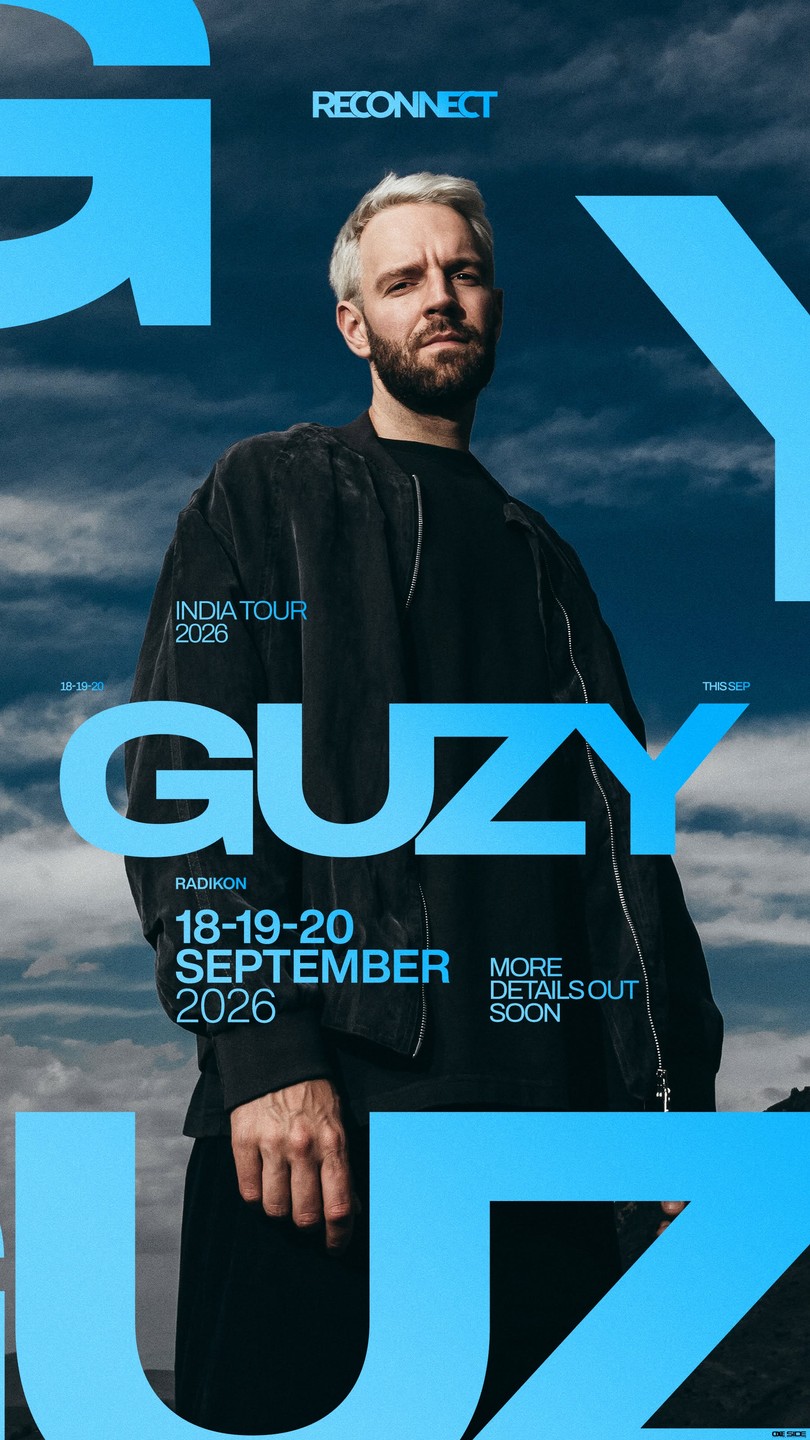 G
RECONNECT
Y
INDIA TOUR
2026
18-19-20
THIS SEP
GUZY
RADIKON
18-19-20
SEPTEMBER
2026
MORE
DETAILS OUT
SOON
GUZ
ONE SIDE